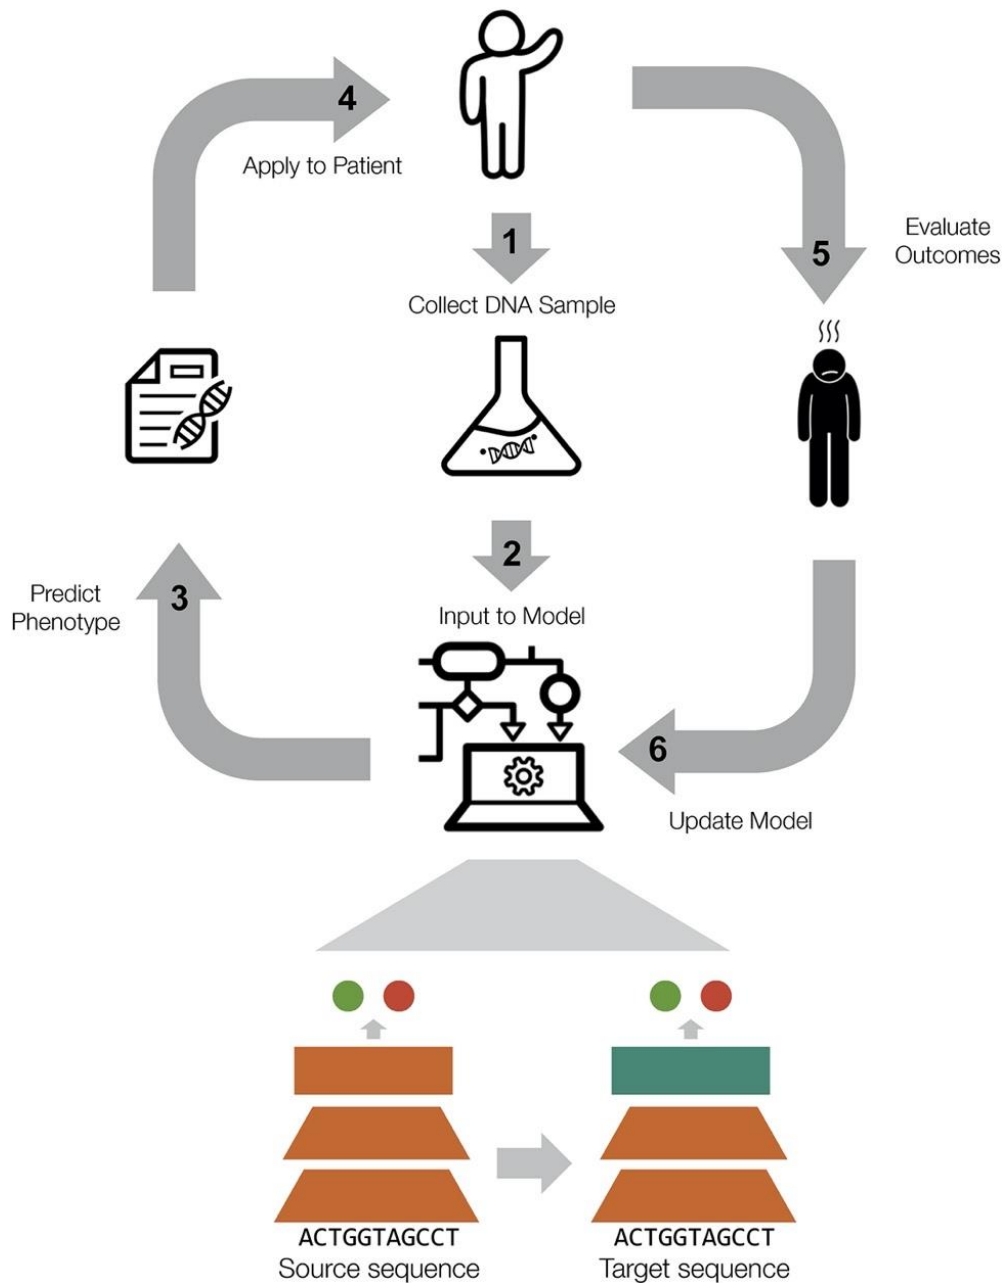 4
Apply to Patient
1
Collect DNA Sample
5
Evaluate
Outcomes
2
Input to Model
3
Predict
Phenotype
6
Update Model
ACTGGTAGCCT
Source sequence
ACTGGTAGCCT
Target sequence